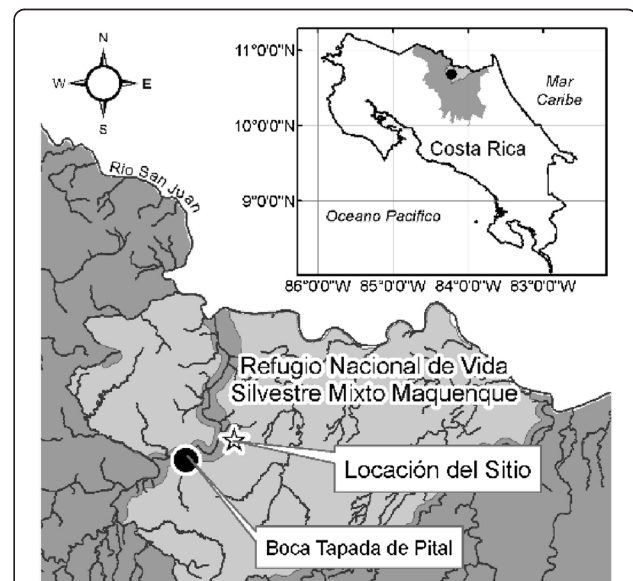 N
W
E
S
Río San Juan
11°0'0"N
10°0'0"N
9°0'0"N
Mar
Caribe
Costa Rica
Oceano Pacifico
86°0'0"W
85°0'0"W
84°0'0"W
83°0'0"W
Refugio Nacional de Vida
Silvestre Mixto Maquenque
Locación del Sitio
Boca Tapada de Pital